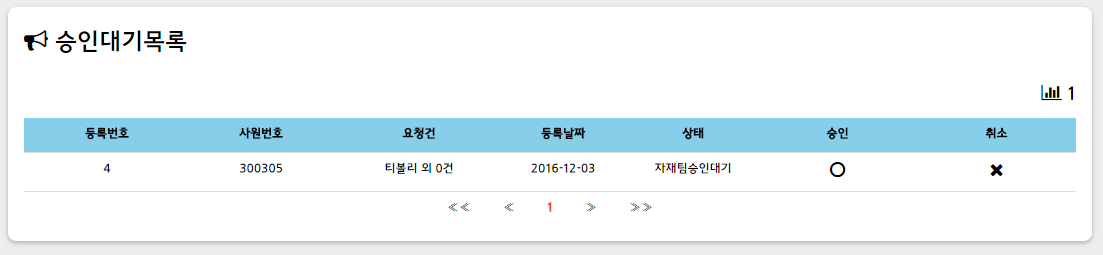 승인대기목록
1
등록번호 사원번호 요청건 등록날짜 상태 승인 취소
4 300305 티볼리 외 0건 2016-12-03 자재팀승인대기
≪≪ ≪ 1 ≫ ≫≫